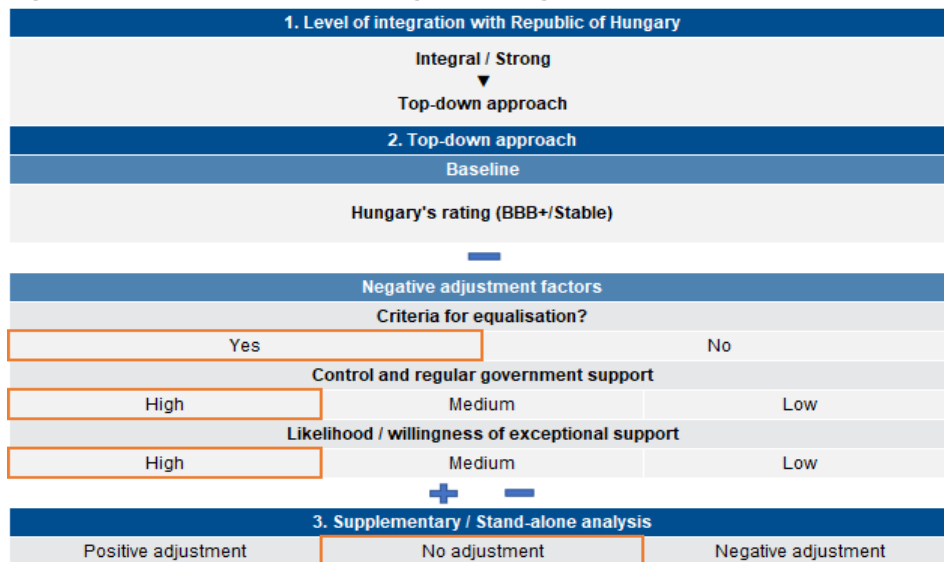 1. Level of integration with Republic of Hungary
Integral / Strong
▼
Top-down approach
2. Top-down approach
Baseline
Hungary's rating (BBB+/Stable)
Negative adjustment factors
Criteria for equalisation?
Yes No
Control and regular government support
High Medium Low
Likelihood / willingness of exceptional support
High Medium Low
3. Supplementary / Stand-alone analysis
Positive adjustment No adjustment Negative adjustment